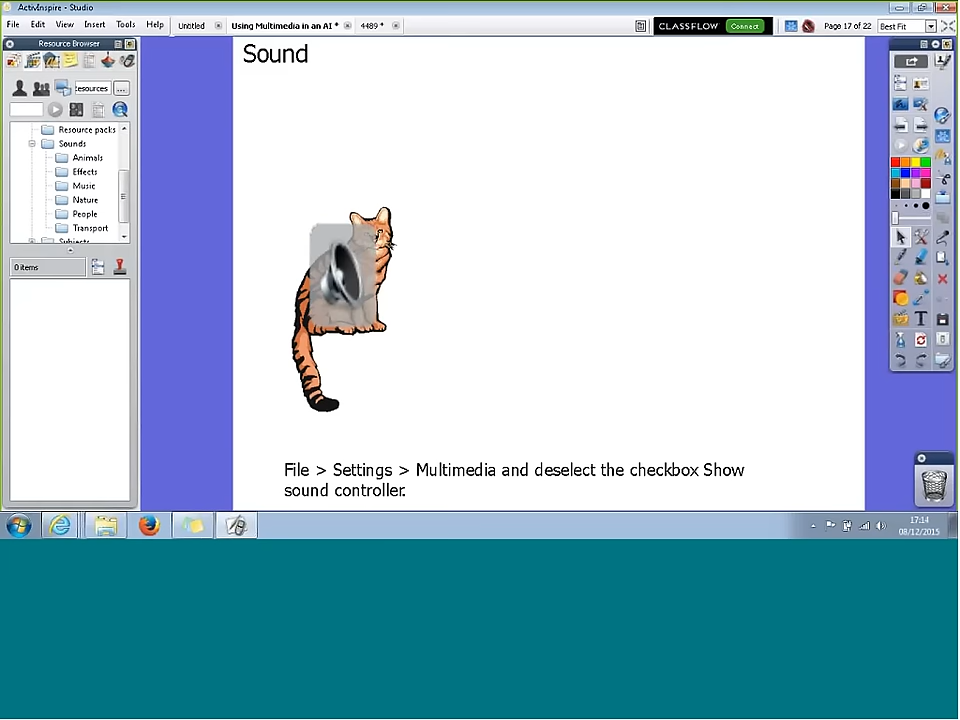 ActivInspire - Studio
File Edit View Insert Tools Help Untitled Using Multimedia in an AI * 4489 * CLASSFLOW Connect Page 17 of 22 Best Fit
Resource Browser
esources ...
Resource packs
Sounds
Animals
Effects
Music
Nature
People
Transport
Subjects
0 items
Sound
File > Settings > Multimedia and deselect the checkbox Show
sound controller.
17:14
08/12/2015